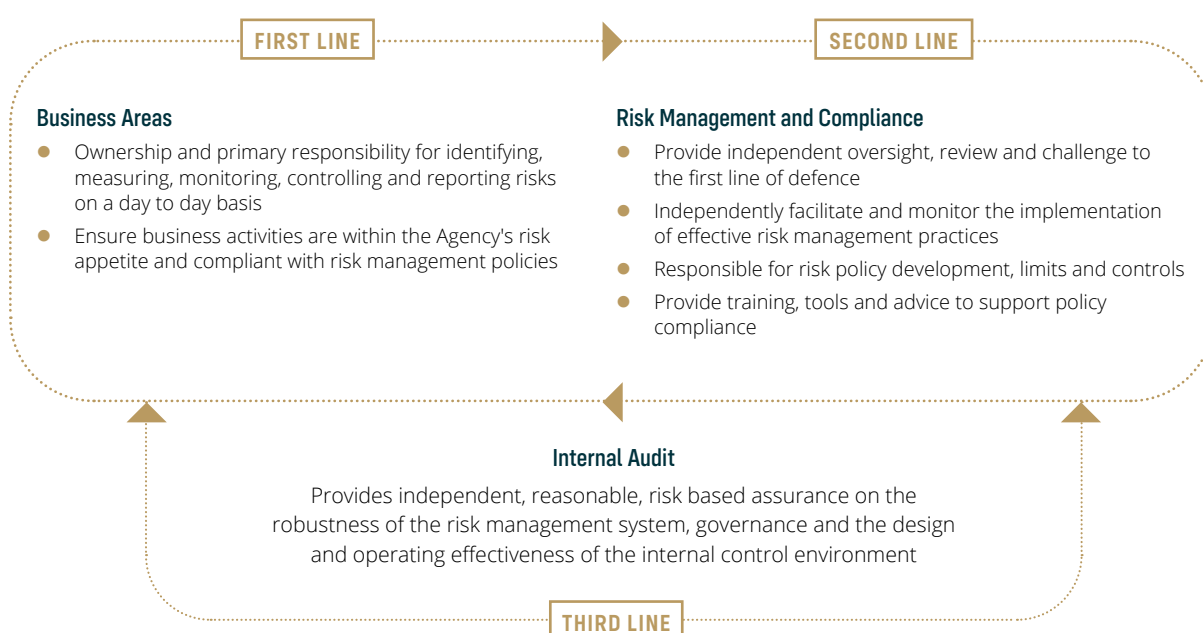 FIRST LINE
SECOND LINE
Business Areas
● Ownership and primary responsibility for identifying,
measuring, monitoring, controlling and reporting risks
on a day to day basis
● Ensure business activities are within the Agency's risk
appetite and compliant with risk management policies
Risk Management and Compliance
● Provide independent oversight, review and challenge to
the first line of defence
● Independently facilitate and monitor the implementation
of effective risk management practices
● Responsible for risk policy development, limits and controls
● Provide training, tools and advice to support policy
compliance
Internal Audit
Provides independent, reasonable, risk based assurance on the
robustness of the risk management system, governance and the design
and operating effectiveness of the internal control environment
THIRD LINE